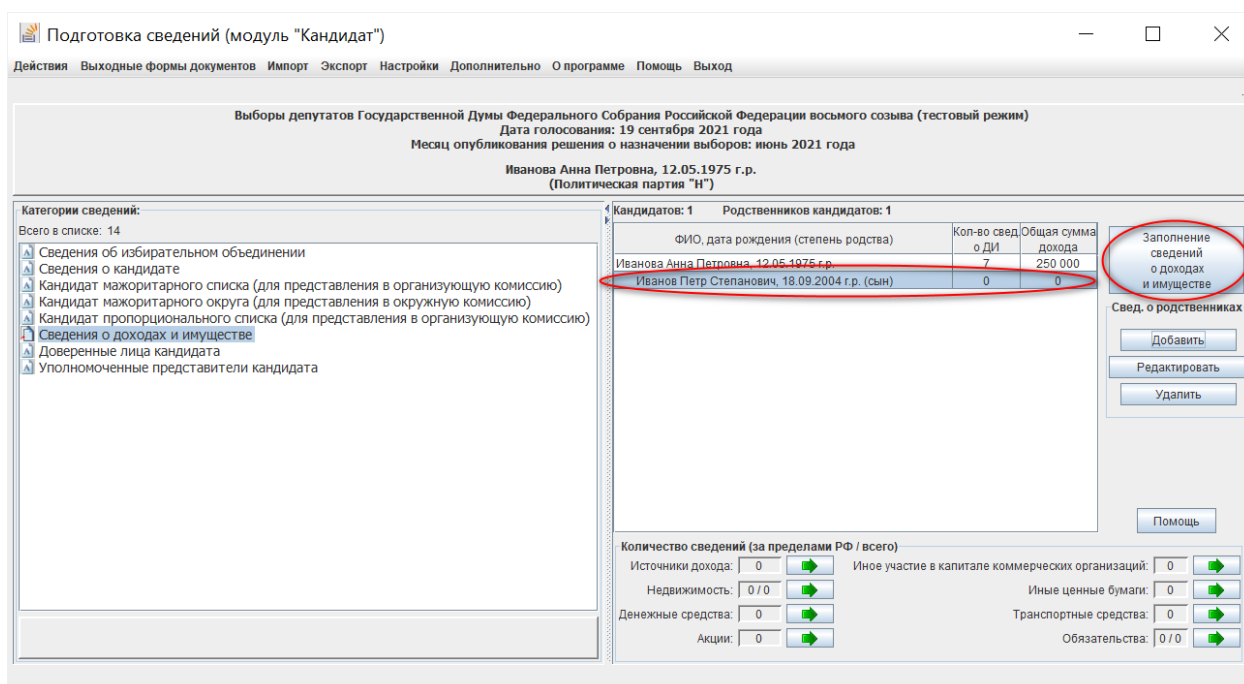 Подготовка сведений (модуль "Кандидат")
Действия Выходные формы документов Импорт Экспорт Настройки Дополнительно О программе Помощь Выход
Выборы депутатов Государственной Думы Федерального Собрания Российской Федерации восьмого созыва (тестовый режим)
Дата голосования: 19 сентября 2021 года
Месяц опубликования решения о назначении выборов: июнь 2021 года
Иванова Анна Петровна, 12.05.1975 г.р.
(Политическая партия "Н")
Категории сведений:
Всего в списке: 14
Сведения об избирательном объединении
Сведения о кандидате
Кандидат мажоритарного списка (для представления в организующую комиссию)
Кандидат мажоритарного округа (для представления в окружную комиссию)
Кандидат пропорционального списка (для представления в организующую комиссию)
Сведения о доходах и имуществе
Доверенные лица кандидата
Уполномоченные представители кандидата
Кандидатов: 1 Родственников кандидатов: 1
ФИО, дата рождения (степень родства) Кол-во свед. о ДИ Общая сумма дохода
Иванова Анна Петровна, 12.05.1975 г.р. 7 250 000
Иванов Петр Степанович, 18.09.2004 г.р. (сын) 0 0
Заполнение
сведений
о доходах
и имуществе
Свед. о родственниках
Добавить
Редактировать
Удалить
Помощь
Количество сведений (за пределами РФ / всего)
Источники дохода: 0 Иное участие в капитале коммерческих организаций: 0
Недвижимость: 0 / 0 Иные ценные бумаги: 0
Денежные средства: 0 Транспортные средства: 0
Акции: 0 Обязательства: 0 / 0